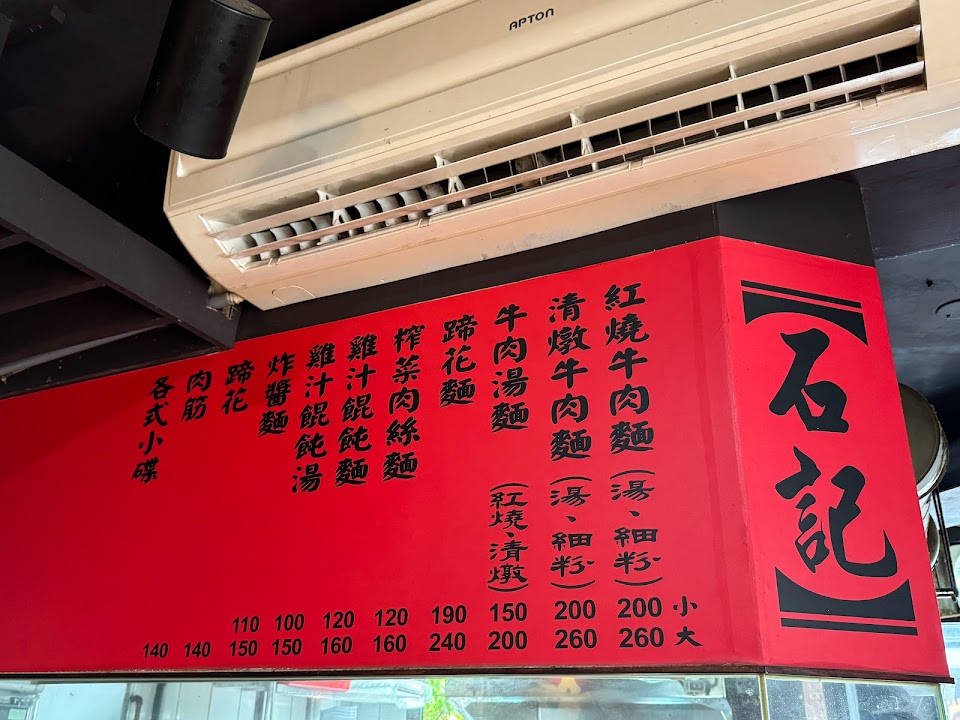 APTON
【石記】
紅燒牛肉麵(湯、細粉)
清燉牛肉麵(湯、細粉)
牛肉湯麵(紅燒、清燉)
蹄花麵
榨菜肉絲麵
雞汁餛飩麵
雞汁餛飩湯
炸醬麵
蹄花
肉筋
各式小碟
110 100 120 120 190 150 200 200 小
140 140 150 150 160 160 240 200 260 260 大